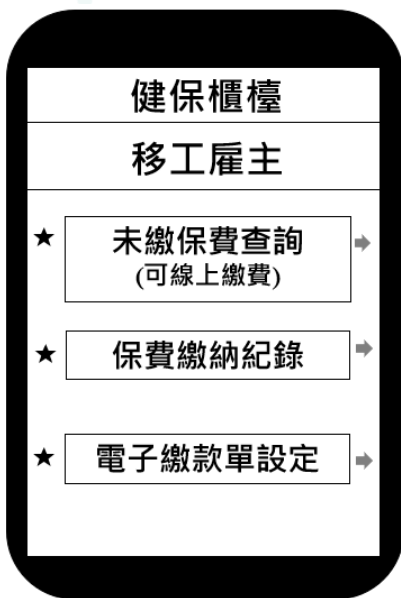 健保櫃檯
移工雇主
未繳保費查詢
(可線上繳費)
保費繳納紀錄
電子繳款單設定